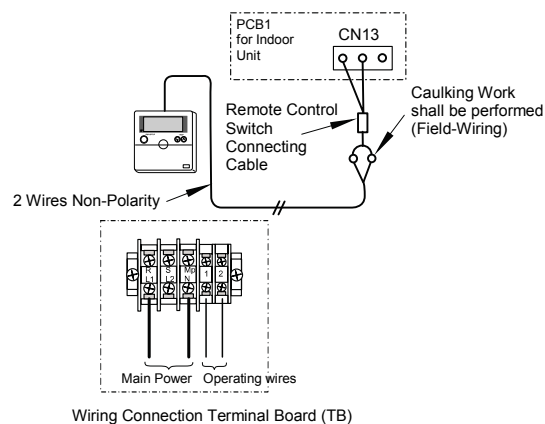 PCB1
for Indoor
Unit
CN13
Remote Control
Switch
Connecting
Cable
Caulking Work
shall be performed
(Field-Wiring)
2 Wires Non-Polarity
R S Mp 1 2
L1 L2 N
Main Power Operating wires
Wiring Connection Terminal Board (TB)